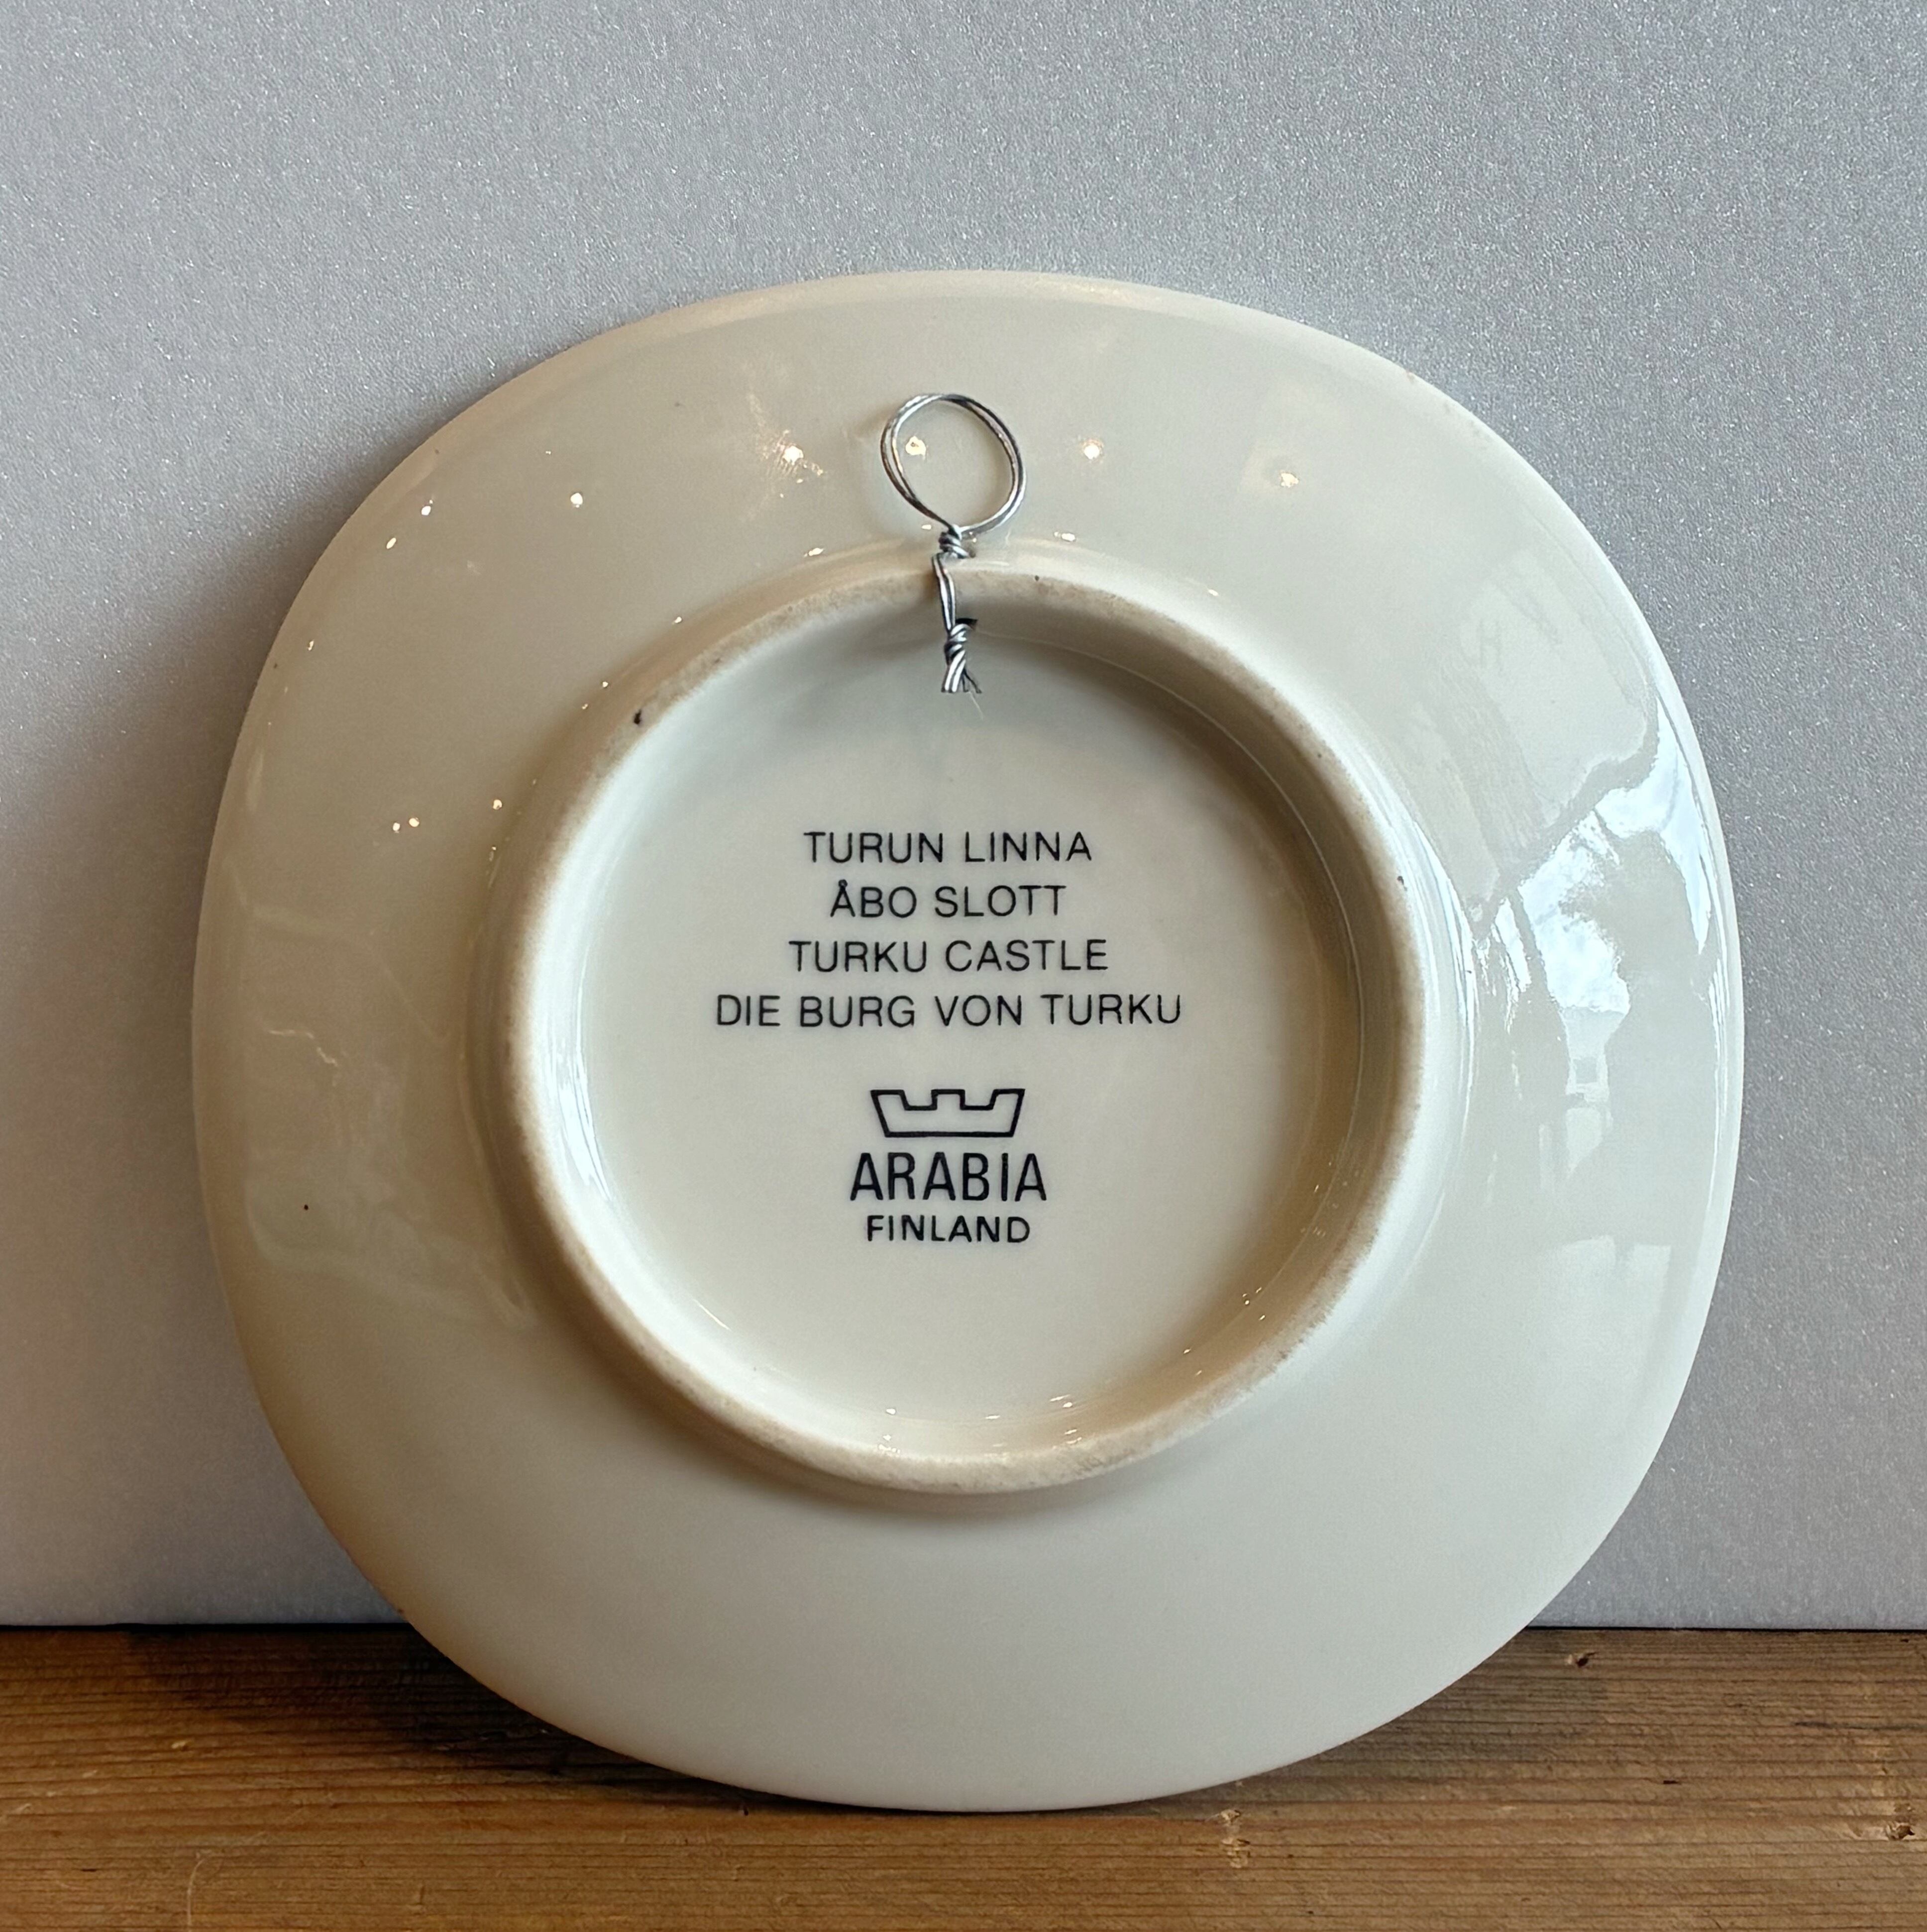 TURUN LINNA
ÅBO SLOTT
TURKU CASTLE
DIE BURG VON TURKU
ARABIA
FINLAND